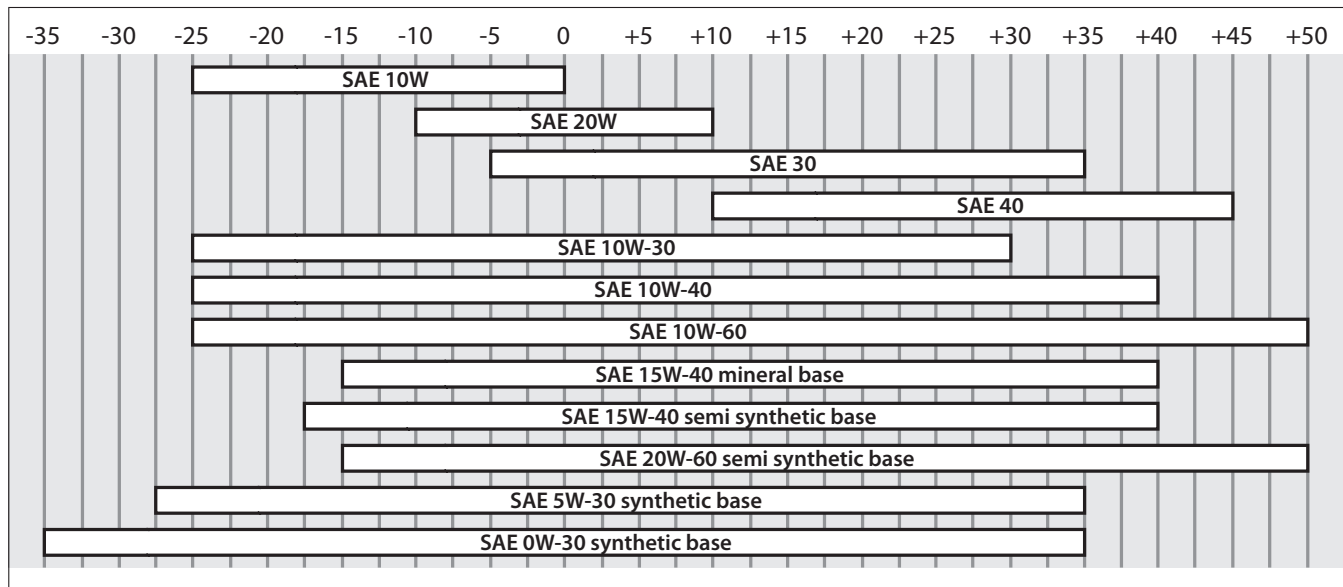 -35 -30 -25 -20 -15 -10 -5 0 +5 +10 +15 +20 +25 +30 +35 +40 +45 +50
SAE 10W
SAE 20W
SAE 30
SAE 40
SAE 10W-30
SAE 10W-40
SAE 10W-60
SAE 15W-40 mineral base
SAE 15W-40 semi synthetic base
SAE 20W-60 semi synthetic base
SAE 5W-30 synthetic base
SAE 0W-30 synthetic base